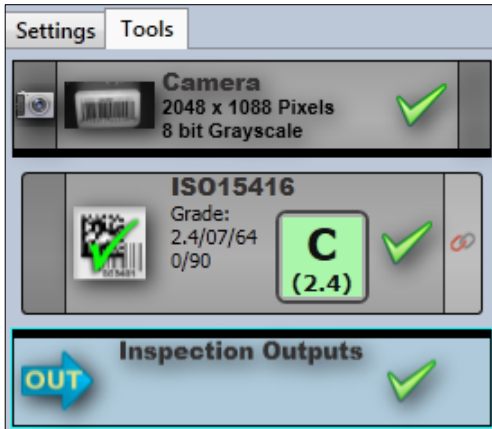 Settings Tools
Camera
2048 x 1088 Pixels
8 bit Grayscale
ISO15416
Grade:
2.4/07/64
0/90
C
(2.4)
Inspection Outputs
OUT